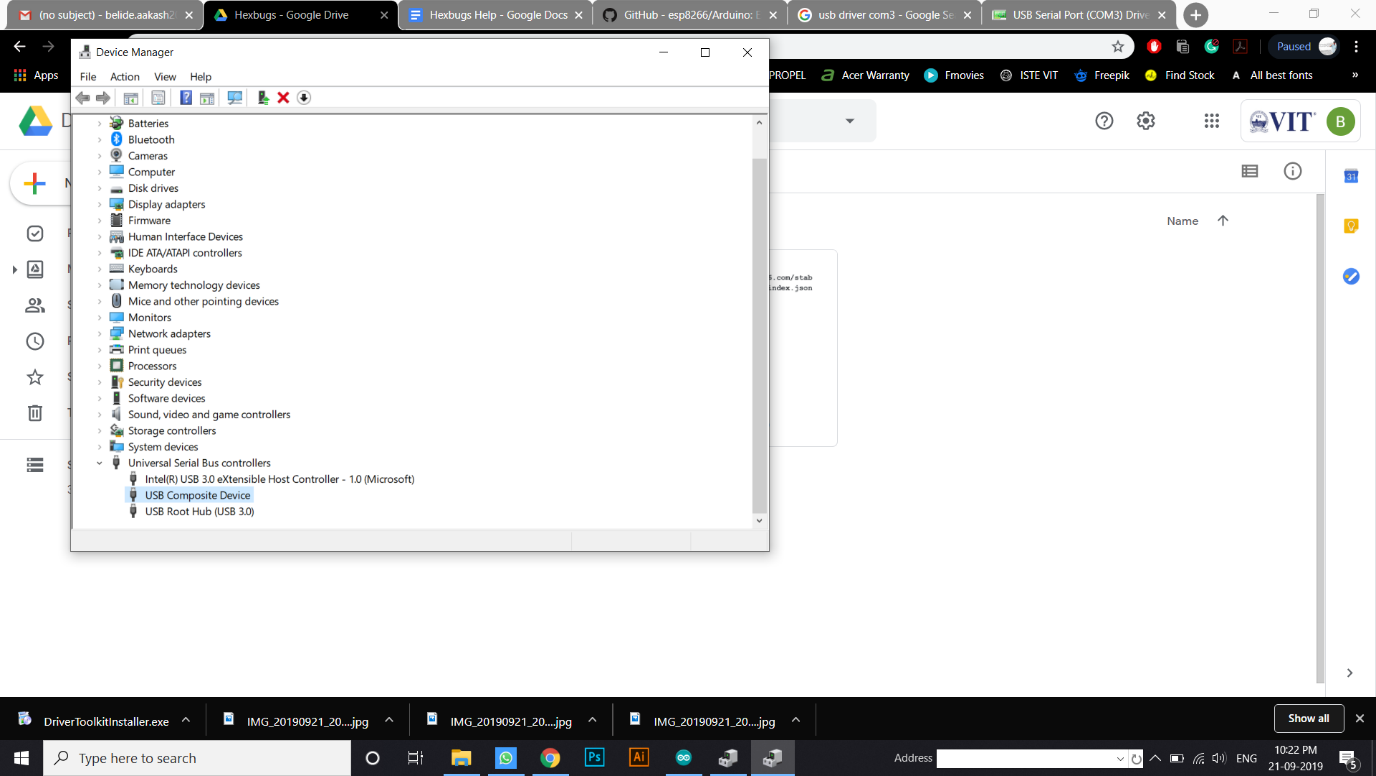 (no subject) - belide.aakash2
Hexbugs - Google Drive
Hexbugs Help - Google Docs
GitHub - esp8266/Arduino: E
usb driver com3 - Google Se
USB Serial Port (COM3) Drive
Paused
Apps
PROPEL
Acer Warranty
Fmovies
ISTE VIT
Freepik
Find Stock
All best fonts
»
Device Manager
File Action View Help
Batteries
Bluetooth
Cameras
Computer
Disk drives
Display adapters
Firmware
Human Interface Devices
IDE ATA/ATAPI controllers
Keyboards
Memory technology devices
Mice and other pointing devices
Monitors
Network adapters
Print queues
Processors
Security devices
Software devices
Sound, video and game controllers
Storage controllers
System devices
Universal Serial Bus controllers
Intel(R) USB 3.0 eXtensible Host Controller - 1.0 (Microsoft)
USB Composite Device
USB Root Hub (USB 3.0)
VIT
B
31
Name
.com/stab
index.json
DriverToolkitInstaller.exe
IMG_20190921_20....jpg
IMG_20190921_20....jpg
IMG_20190921_20....jpg
Show all
Type here to search
Ps
Ai
Address
ENG
10:22 PM
21-09-2019
5